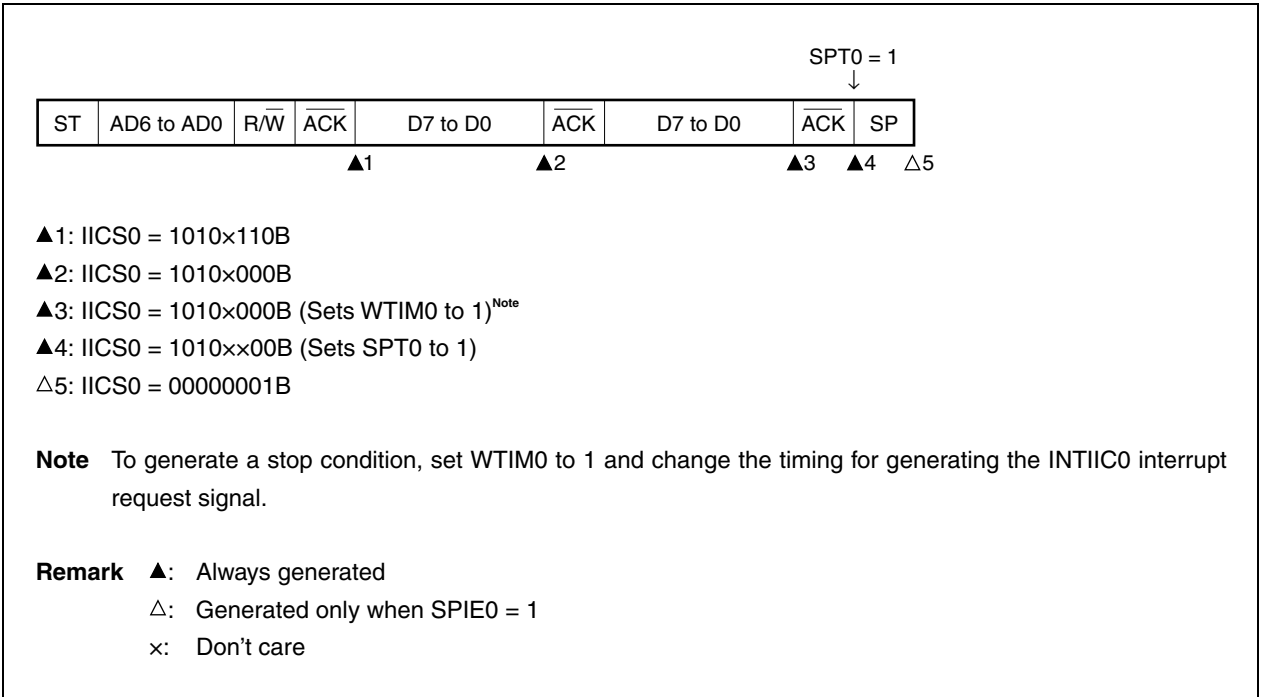 SPT0 = 1
↓
ST AD6 to AD0 R/W̅ A̅C̅K̅ D7 to D0 A̅C̅K̅ D7 to D0 A̅C̅K̅ SP
▲1 ▲2 ▲3 ▲4 △5
▲1: IICS0 = 1010×110B
▲2: IICS0 = 1010×000B
▲3: IICS0 = 1010×000B (Sets WTIM0 to 1)Note
▲4: IICS0 = 1010××00B (Sets SPT0 to 1)
△5: IICS0 = 00000001B
Note To generate a stop condition, set WTIM0 to 1 and change the timing for generating the INTIIC0 interrupt
request signal.
Remark ▲: Always generated
△: Generated only when SPIE0 = 1
×: Don't care